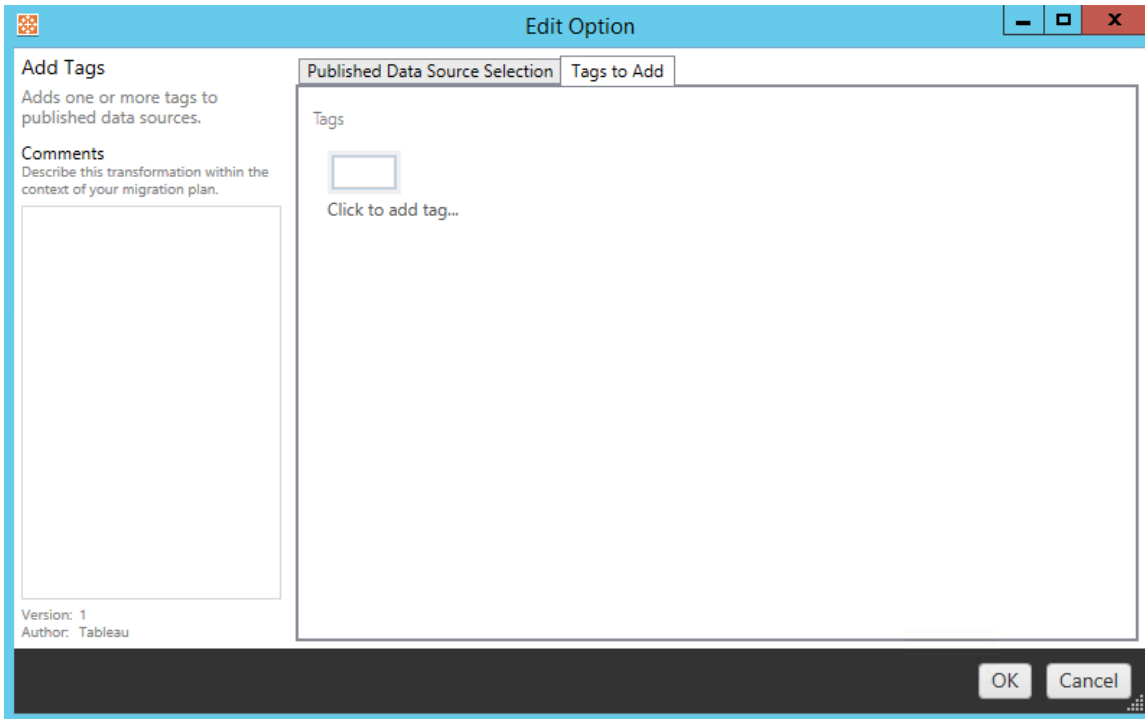 Edit Option
Add Tags
Adds one or more tags to
published data sources.
Comments
Describe this transformation within the
context of your migration plan.
Version: 1
Author: Tableau
Published Data Source Selection
Tags to Add
Tags
Click to add tag...
OK
Cancel